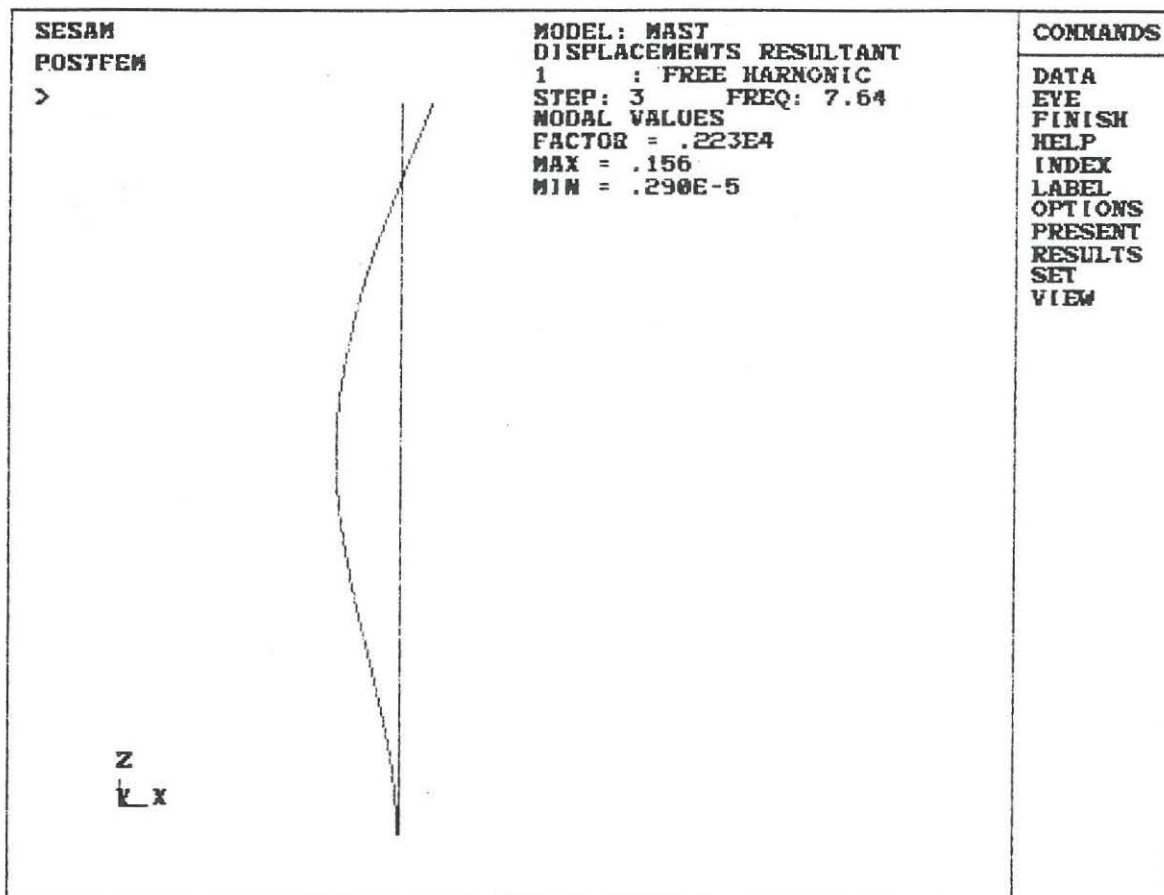 SESAM
POSTFEM
>
MODEL: MAST
DISPLACEMENTS RESULTANT
1 : FREE HARMONIC
STEP: 3 FREQ: 7.64
NODAL VALUES
FACTOR = .223E4
MAX = .156
MIN = .290E-5
COMMANDS
DATA
EYE
FINISH
HELP
INDEX
LABEL
OPTIONS
PRESENT
RESULTS
SET
VIEW
Z
Y X